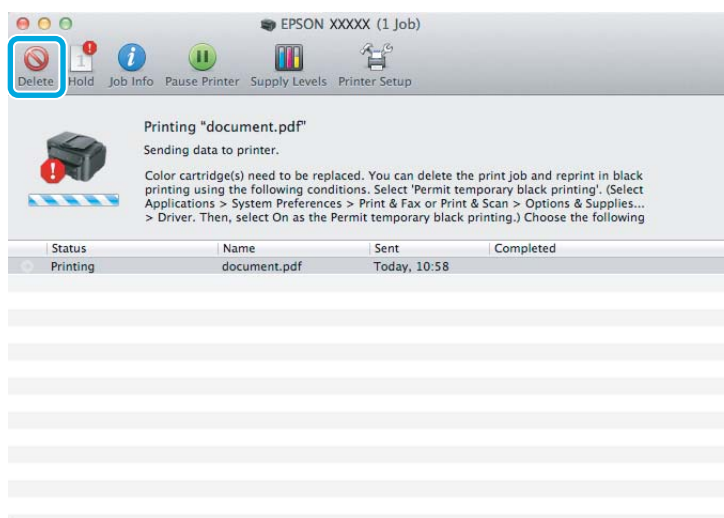 EPSON XXXXX (1 Job)
Delete Hold Job Info Pause Printer Supply Levels Printer Setup
Printing "document.pdf"
Sending data to printer.
Color cartridge(s) need to be replaced. You can delete the print job and reprint in black
printing using the following conditions. Select 'Permit temporary black printing'. (Select
Applications > System Preferences > Print & Fax or Print & Scan > Options & Supplies...
> Driver. Then, select On as the Permit temporary black printing.) Choose the following
Status Name Sent Completed
Printing document.pdf Today, 10:58